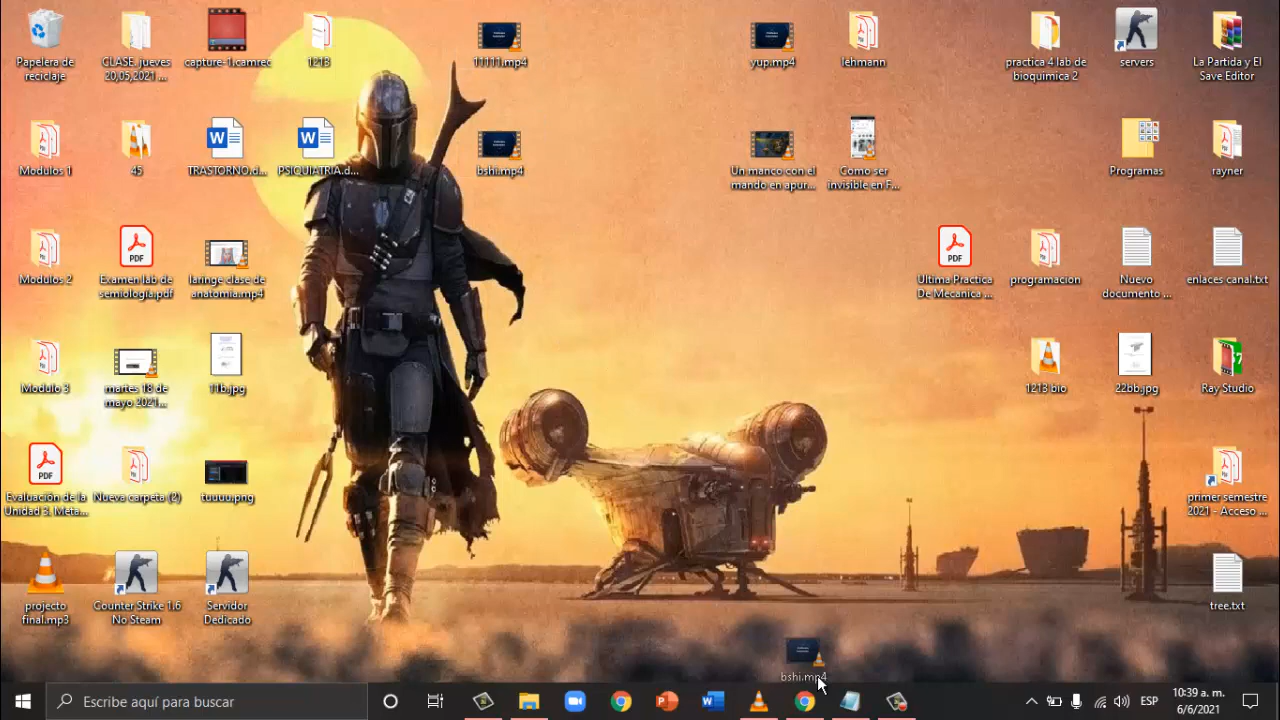 Papelera de
reciclaje
CLASE. jueves
20,05,2021 ...
capture-1.camrec
1213
11111.mp4
yup.mp4
lehmann
practica 4 lab de
bioquimica 2
servers
La Partida y El
Save Editor
Modulos 1
45
TRASTORNO.d...
PSIQUIATRIA.d...
bshi.mp4
Un manco con el
mando en apur...
Como ser
invisible en F...
Programas
rayner
Modulos 2
PDF
Examen lab de
semiologia.pdf
laringe clase de
anatomia.mp4
PDF
Ultima Practica
De Mecanica ...
programacion
Nuevo
documento ...
enlaces canal.txt
Modulo 3
martes 18 de
mayo 2021...
11b.jpg
1213 bio
22bb.jpg
Ray Studio
PDF
Evaluación de la
Unidad 3, Meta...
Nueva carpeta (2)
tuuuu.png
primer semestre
2021 - Acceso ...
projecto
final.mp3
Counter Strike 1.6
No Steam
Servidor
Dedicado
tree.txt
bshi.mp4
Escribe aquí para buscar
ESP
10:39 a. m.
6/6/2021